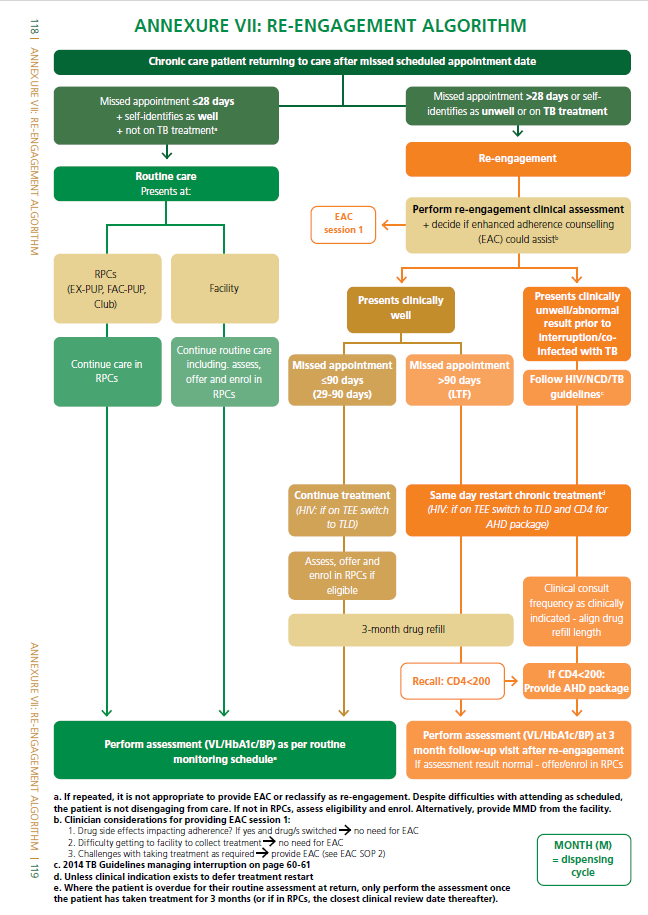 ANNEXURE VII: RE-ENGAGEMENT ALGORITHM
118 | ANNEXURE VII: RE-ENGAGEMENT ALGORITHM
Chronic care patient returning to care after missed scheduled appointment date
Missed appointment ≤28 days
+ self-identifies as well
+ not on TB treatmentᵃ
Missed appointment >28 days or self-
identifies as unwell or on TB treatment
Routine care
Presents at:
Re-engagement
EAC
session 1
Perform re-engagement clinical assessment
+ decide if enhanced adherence counselling
(EAC) could assistᵇ
RPCs
(EX-PUP, FAC-PUP,
Club)
Facility
Presents clinically
well
Presents clinically
unwell/abnormal
result prior to
interruption/co-
infected with TB
Continue care in
RPCs
Continue routine care
including. assess,
offer and enrol in
RPCs
Missed appointment
≤90 days
(29-90 days)
Missed appointment
>90 days
(LTF)
Follow HIV/NCD/TB
guidelinesᶜ
Continue treatment
(HIV: if on TEE switch
to TLD)
Same day restart chronic treatmentᵈ
(HIV: if on TEE switch to TLD and CD4 for
AHD package)
Assess, offer and
enrol in RPCs if
eligible
Clinical consult
frequency as clinically
indicated - align drug
refill length
3-month drug refill
Recall: CD4<200
If CD4<200:
Provide AHD package
Perform assessment (VL/HbA1c/BP) as per routine
monitoring scheduleᵉ
Perform assessment (VL/HbA1c/BP) at 3
month follow-up visit after re-engagement
If assessment result normal - offer/enrol in RPCs
a. If repeated, it is not appropriate to provide EAC or reclassify as re-engagement. Despite difficulties with attending as scheduled,
the patient is not disengaging from care. If not in RPCs, assess eligibility and enrol. Alternatively, provide MMD from the facility.
b. Clinician considerations for providing EAC session 1:
1. Drug side effects impacting adherence? If yes and drug/s switched → no need for EAC
2. Difficulty getting to facility to collect treatment → no need for EAC
3. Challenges with taking treatment as required → provide EAC (see EAC SOP 2)
c. 2014 TB Guidelines managing interruption on page 60-61
d. Unless clinical indication exists to defer treatment restart
e. Where the patient is overdue for their routine assessment at return, only perform the assessment once
the patient has taken treatment for 3 months (or if in RPCs, the closest clinical review date thereafter).
MONTH (M)
= dispensing
cycle
ANNEXURE VII: RE-ENGAGEMENT ALGORITHM | 119